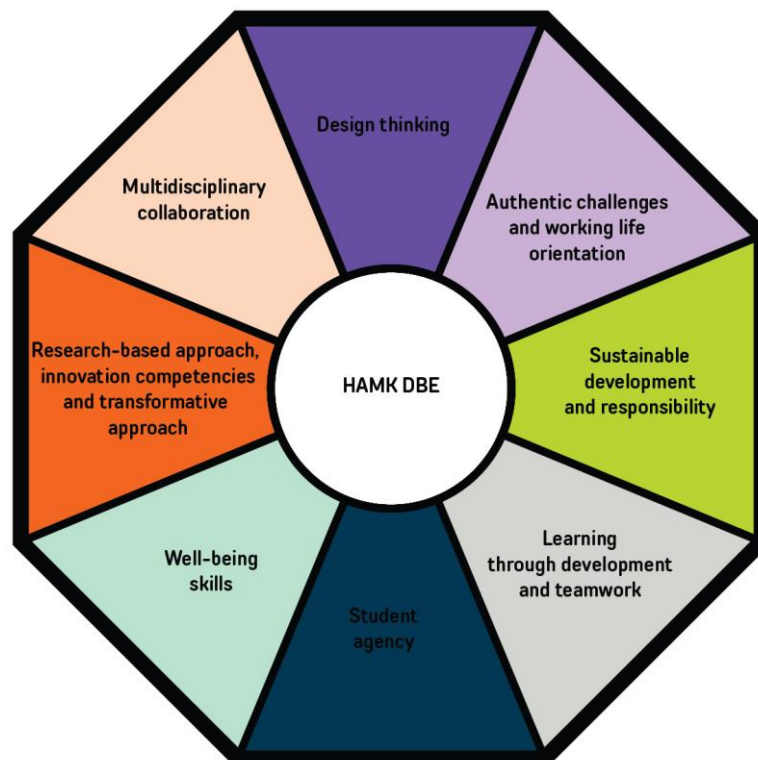 Design thinking
Authentic challenges
and working life
orientation
Sustainable
development
and responsibility
Learning
through development
and teamwork
Student
agency
Well-being
skills
Research-based approach,
innovation competencies
and transformative
approach
Multidisciplinary
collaboration
HAMK DBE